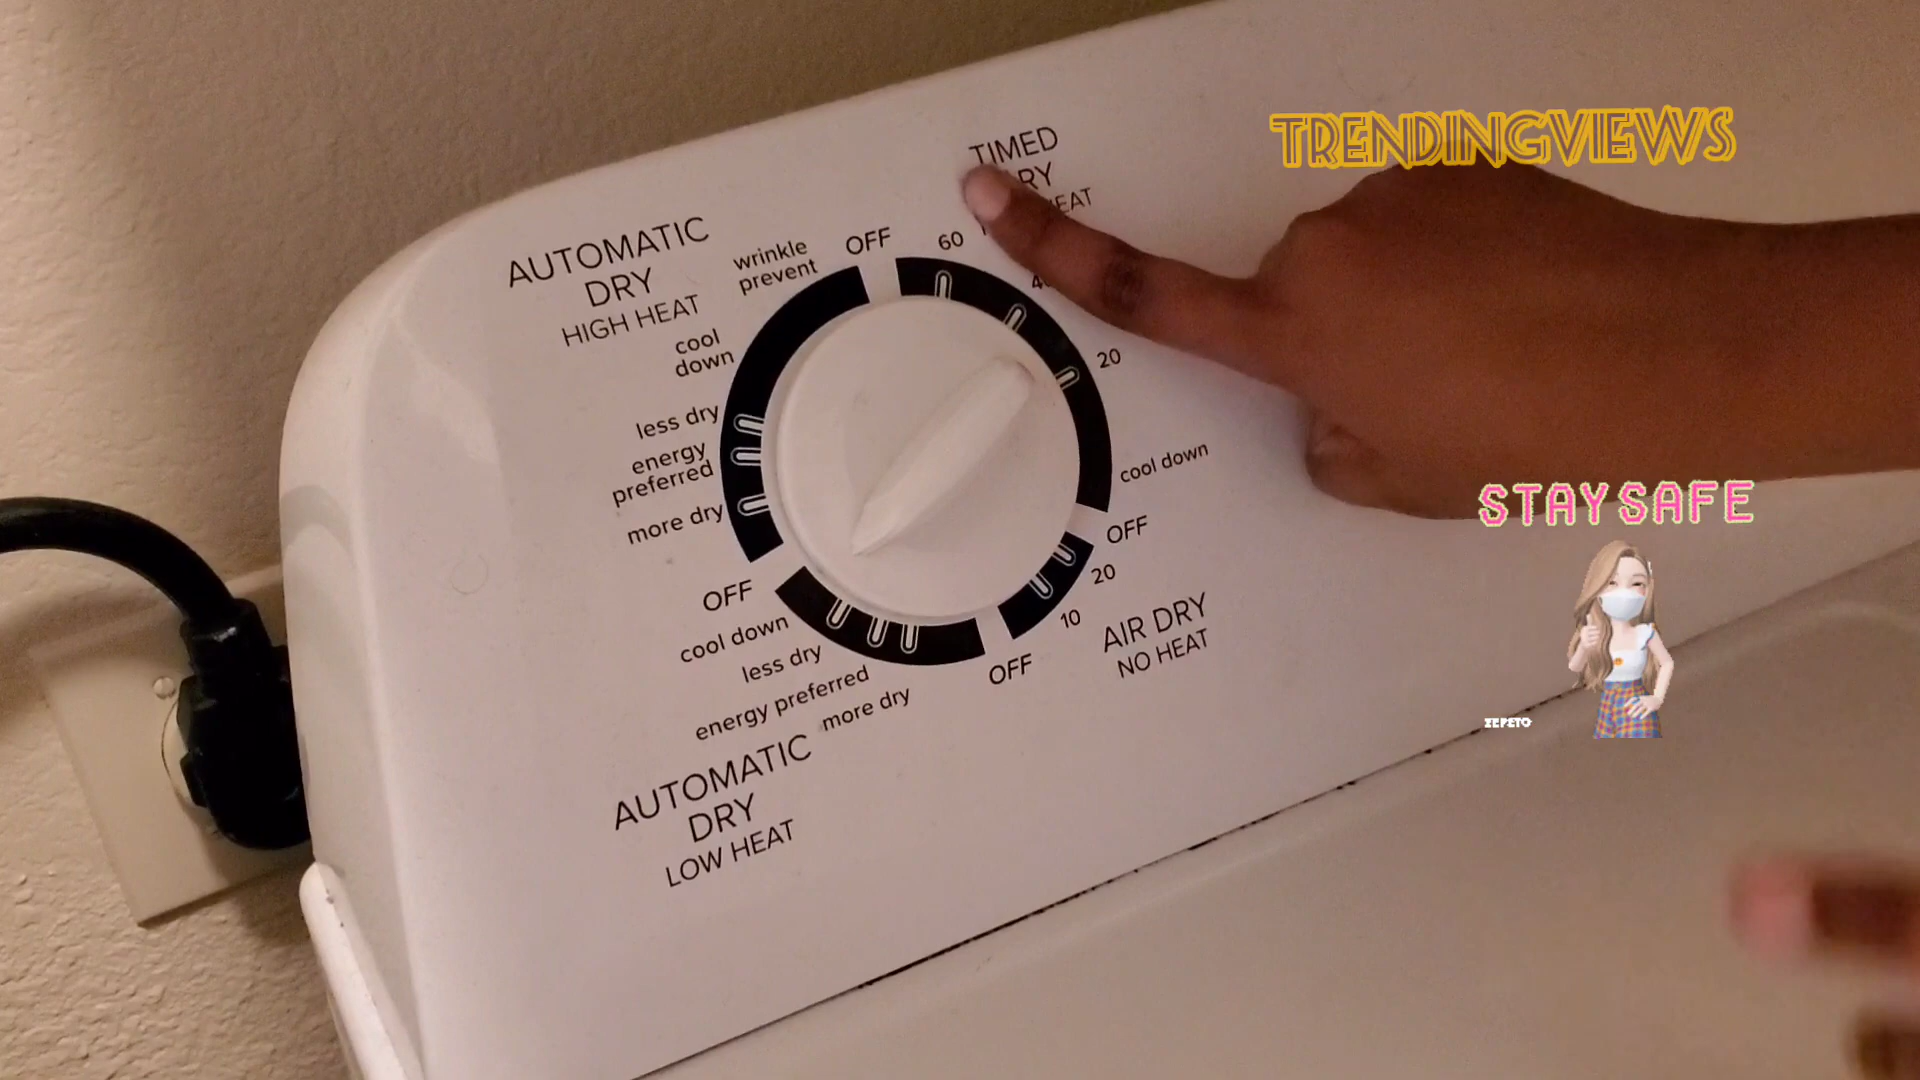 TRENDINGVIEWS
TIMED
AUTOMATIC
DRY
HIGH HEAT
wrinkle
prevent
OFF
60
20
cool
down
less dry
energy
preferred
more dry
OFF
cool down
less dry
energy preferred
more dry
AUTOMATIC
DRY
LOW HEAT
cool down
OFF
20
10
OFF
AIR DRY
NO HEAT
STAY SAFE
ZEPETO